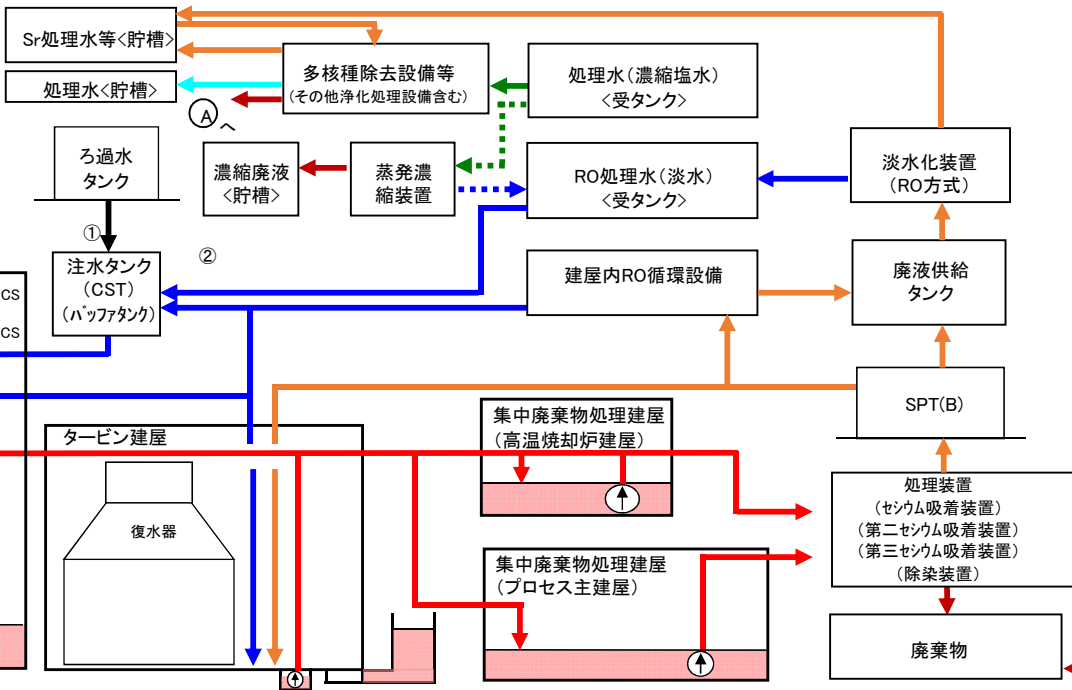 Sr処理水等<貯槽>
処理水<貯槽>
多核種除去設備等
(その他浄化処理設備含む)
処理水(濃縮塩水)
<受タンク>
A へ
ろ過水
タンク
濃縮廃液
<貯槽>
蒸発濃
縮装置
RO処理水(淡水)
<受タンク>
淡水化装置
(RO方式)
①
②
注水タンク
(CST)
(バッファタンク)
建屋内RO循環設備
廃液供給
タンク
CS
CS
SPT(B)
タービン建屋
復水器
集中廃棄物処理建屋
(高温焼却炉建屋)
集中廃棄物処理建屋
(プロセス主建屋)
処理装置
(セシウム吸着装置)
(第二セシウム吸着装置)
(第三セシウム吸着装置)
(除染装置)
廃棄物